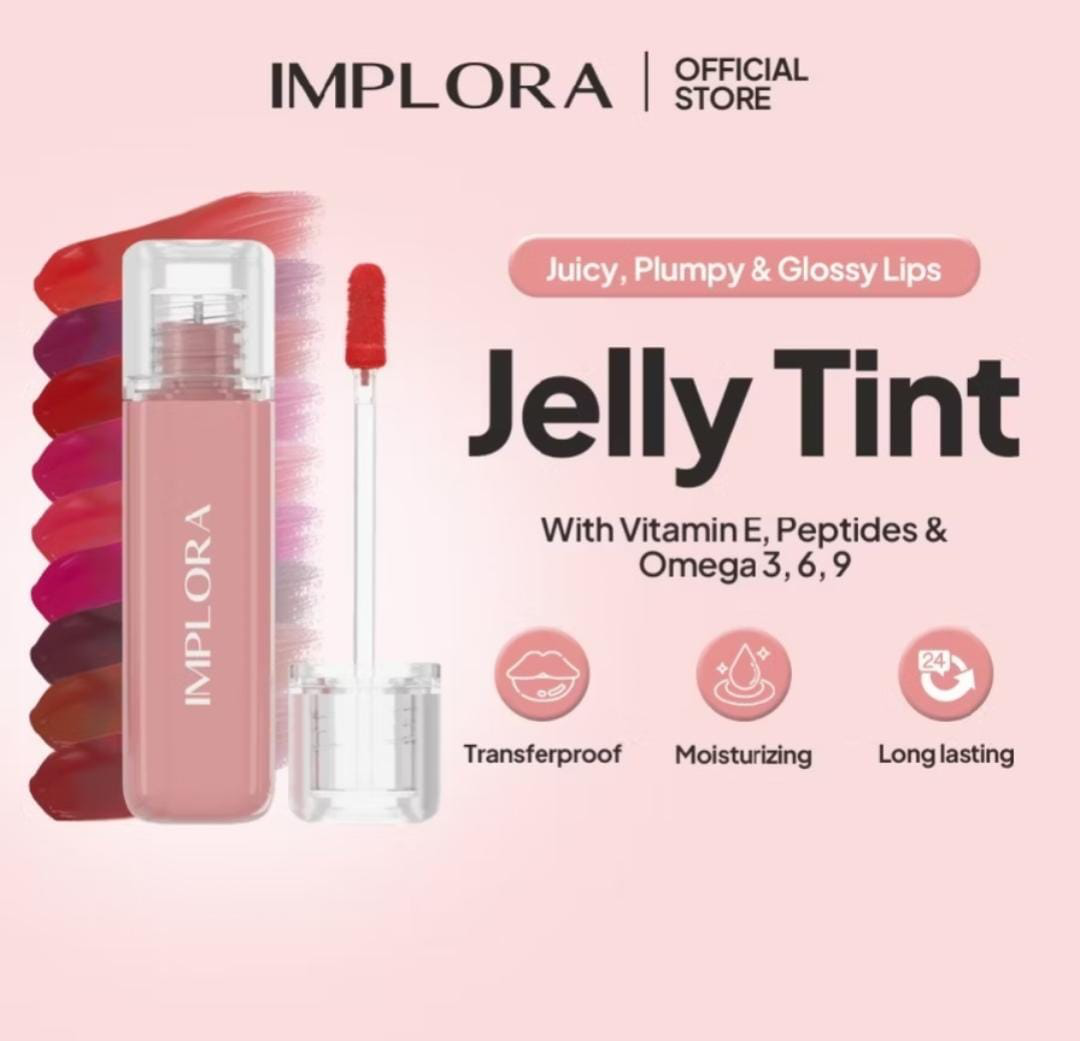 IMPLORA
OFFICIAL
STORE
Juicy, Plumpy & Glossy Lips
Jelly Tint
With Vitamin E, Peptides &
Omega 3, 6, 9
IMPLORA
24
Transferproof
Moisturizing
Long lasting